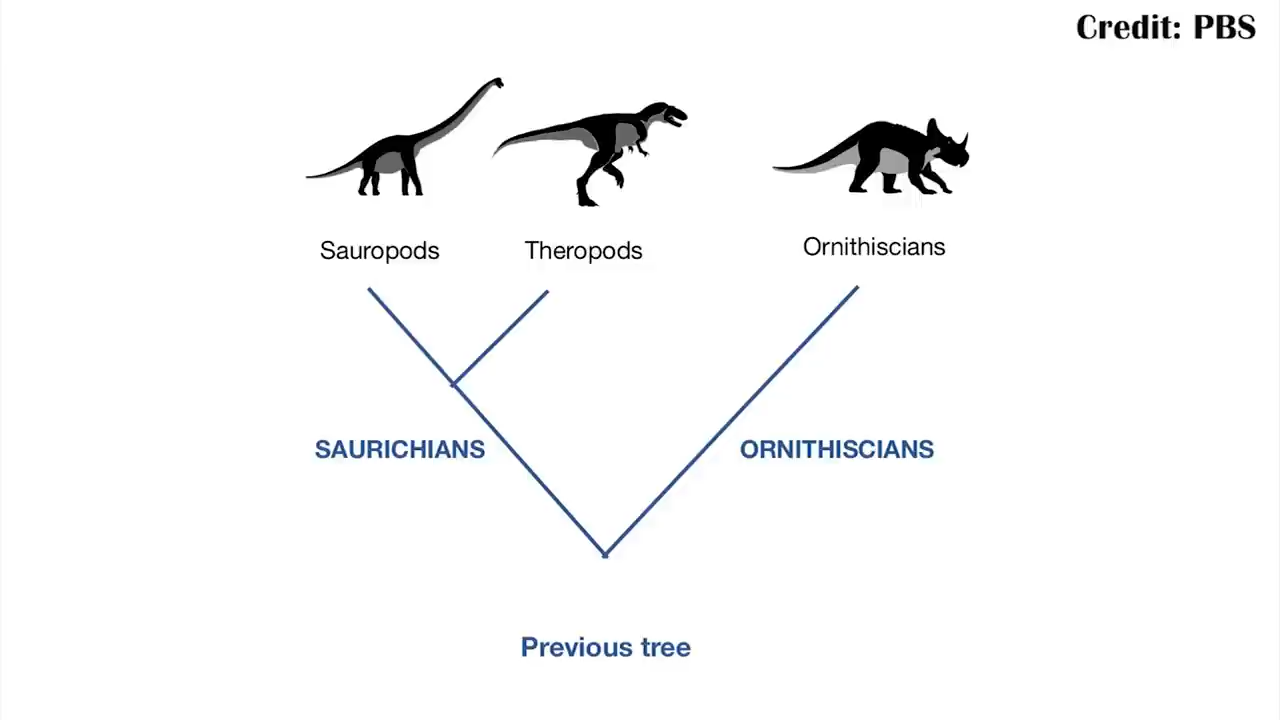 Credit: PBS
Sauropods
Theropods
Ornithiscians
SAURICHIANS
ORNITHISCIANS
Previous tree